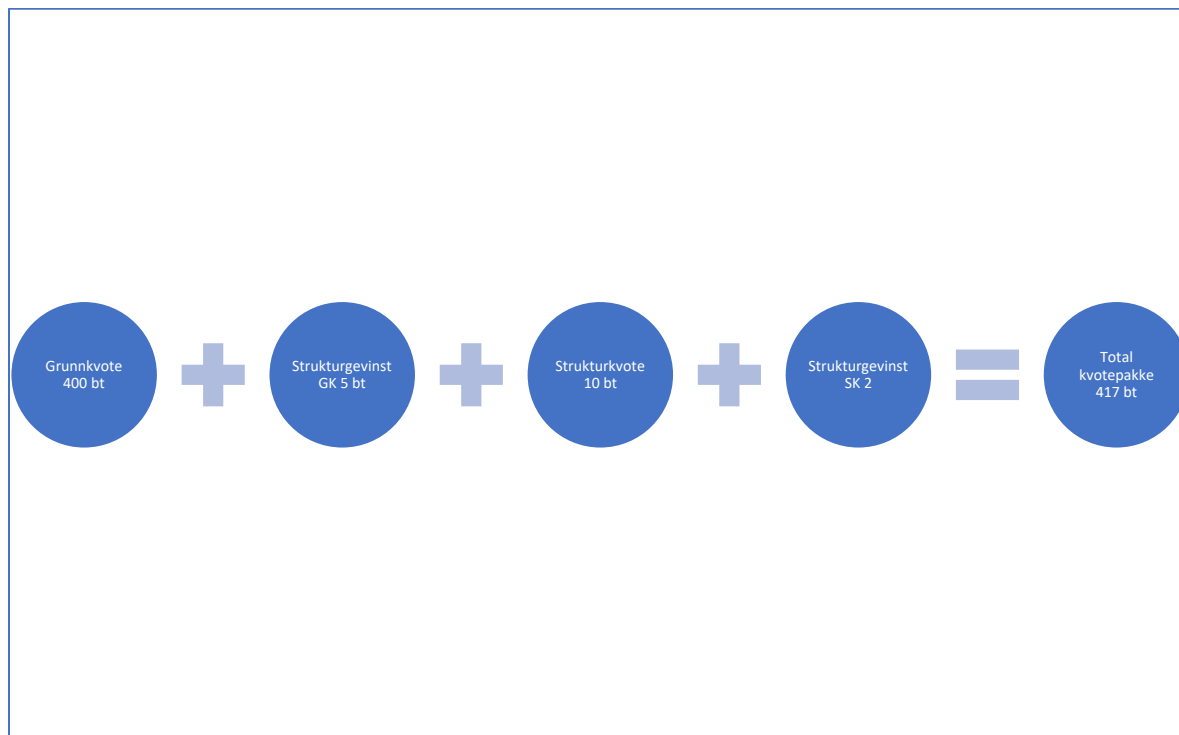 Grunnkvote
400 bt
Strukturgevinst
GK 5 bt
Strukturkvote
10 bt
Strukturgevinst
SK 2
Total
kvotepakke
417 bt